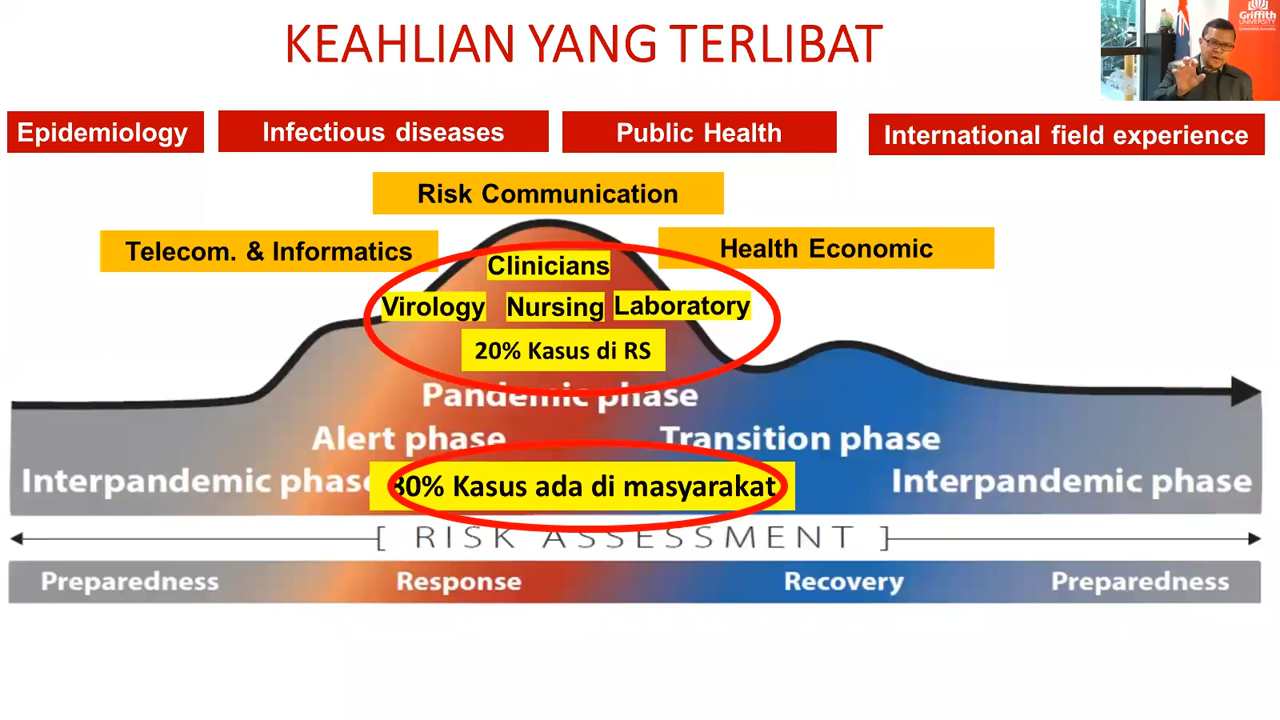 KEAHLIAN YANG TERLIBAT
Griffith
UNIVERSITY
Epidemiology
Infectious diseases
Public Health
International field experience
Risk Communication
Telecom. & Informatics
Health Economic
Clinicians
Virology
Nursing
Laboratory
20% Kasus di RS
Pandemic phase
Alert phase
Transition phase
Interpandemic phase
80% Kasus ada di masyarakat
Interpandemic phase
[ RISK ASSESSMENT ]
Preparedness
Response
Recovery
Preparedness